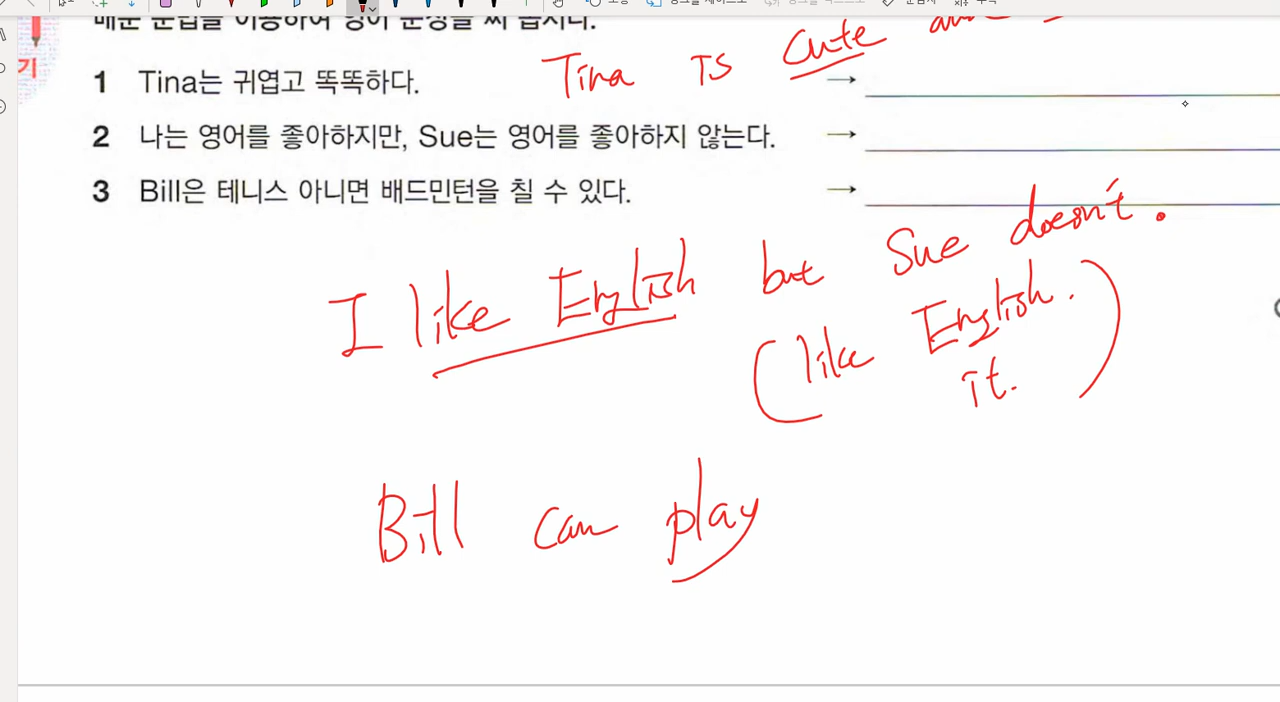 배운 문법을 이용하여 영어 문장을 써 봅시다.
기
Tina is cute and
1 Tina는 귀엽고 똑똑하다. →
2 나는 영어를 좋아하지만, Sue는 영어를 좋아하지 않는다. →
3 Bill은 테니스 아니면 배드민턴을 칠 수 있다. →
I like English but Sue doesn't.
(like English.
it.)
Bill can play